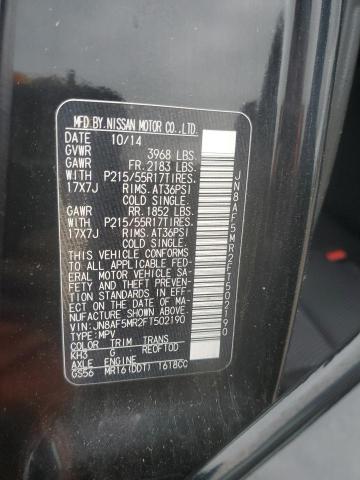 MFD BY.NISSAN MOTOR CO.,LTD.
DATE 10/14
GVWR 3968 LBS.
GAWR FR.2183 LBS.
WITH P215/55R17TIRES.
17X7J RIMS.AT36PSI
COLD SINGLE.
GAWR RR.1852 LBS.
WITH P215/55R17TIRES.
17X7J RIMS.AT36PSI
COLD SINGLE.
THIS VEHICLE CONFORMS
TO ALL APPLICABLE FED-
ERAL MOTOR VEHICLE SA-
FETY AND THEFT PREVEN-
TION STANDARDS IN EFF-
ECT ON THE DATE OF MA-
NUFACTURE SHOWN ABOVE
VIN:JN8AF5MR2FT502190
TYPE:MPV
COLOR TRIM TRANS
KH3 G RE0F10D
AXLE ENGINE
GS56 MR16(DDT) 1618CC
JN8AF5MR2FT502190